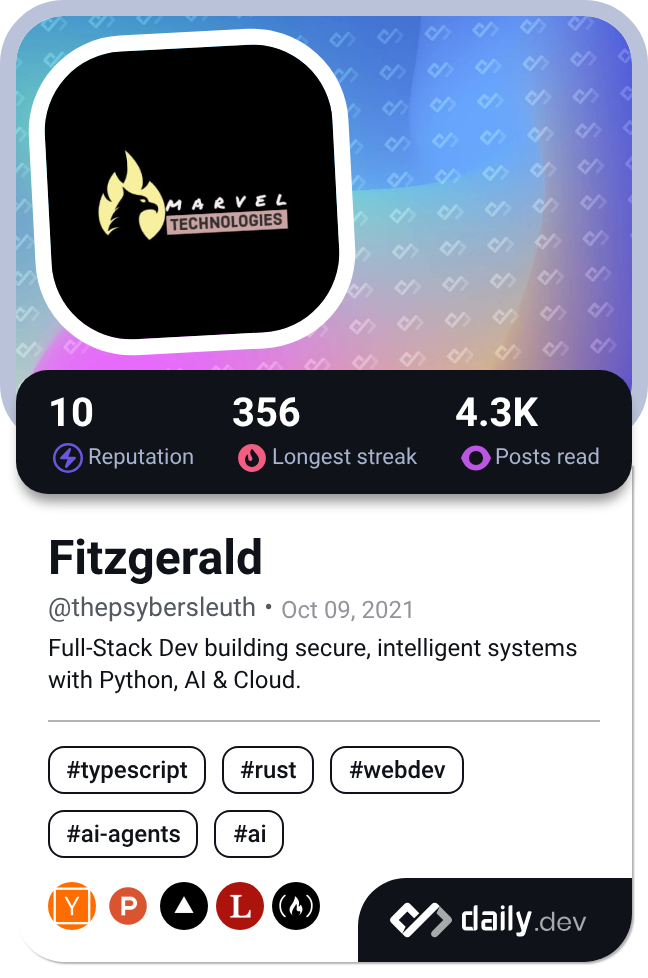 MARVEL
TECHNOLOGIES
10 356 4.3K
Reputation Longest streak Posts read
Fitzgerald
@thepsybersleuth • Oct 09, 2021
Full-Stack Dev building secure, intelligent systems
with Python, AI & Cloud.
#typescript #rust #webdev
#ai-agents #ai
Y P L
daily.dev